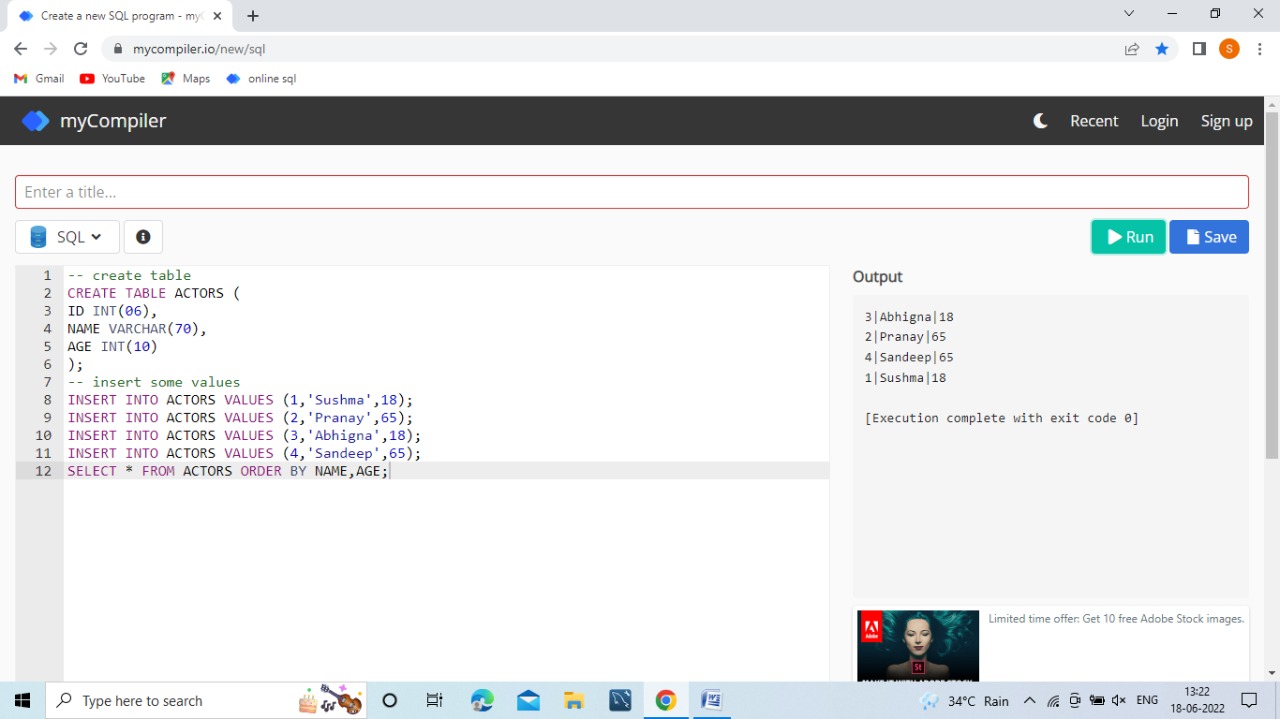 Create a new SQL program - my
mycompiler.io/new/sql
S
Gmail YouTube Maps online sql
myCompiler Recent Login Sign up
Enter a title...
SQL Run Save
Output
1 -- create table
2 CREATE TABLE ACTORS (
3 ID INT(06),
4 NAME VARCHAR(70),
5 AGE INT(10)
6 );
7 -- insert some values
8 INSERT INTO ACTORS VALUES (1,'Sushma',18);
9 INSERT INTO ACTORS VALUES (2,'Pranay',65);
10 INSERT INTO ACTORS VALUES (3,'Abhigna',18);
11 INSERT INTO ACTORS VALUES (4,'Sandeep',65);
12 SELECT * FROM ACTORS ORDER BY NAME,AGE;
3|Abhigna|18
2|Pranay|65
4|Sandeep|65
1|Sushma|18
[Execution complete with exit code 0]
Limited time offer: Get 10 free Adobe Stock images.
Adobe
St
Type here to search
34°C Rain
ENG
13:22
18-06-2022